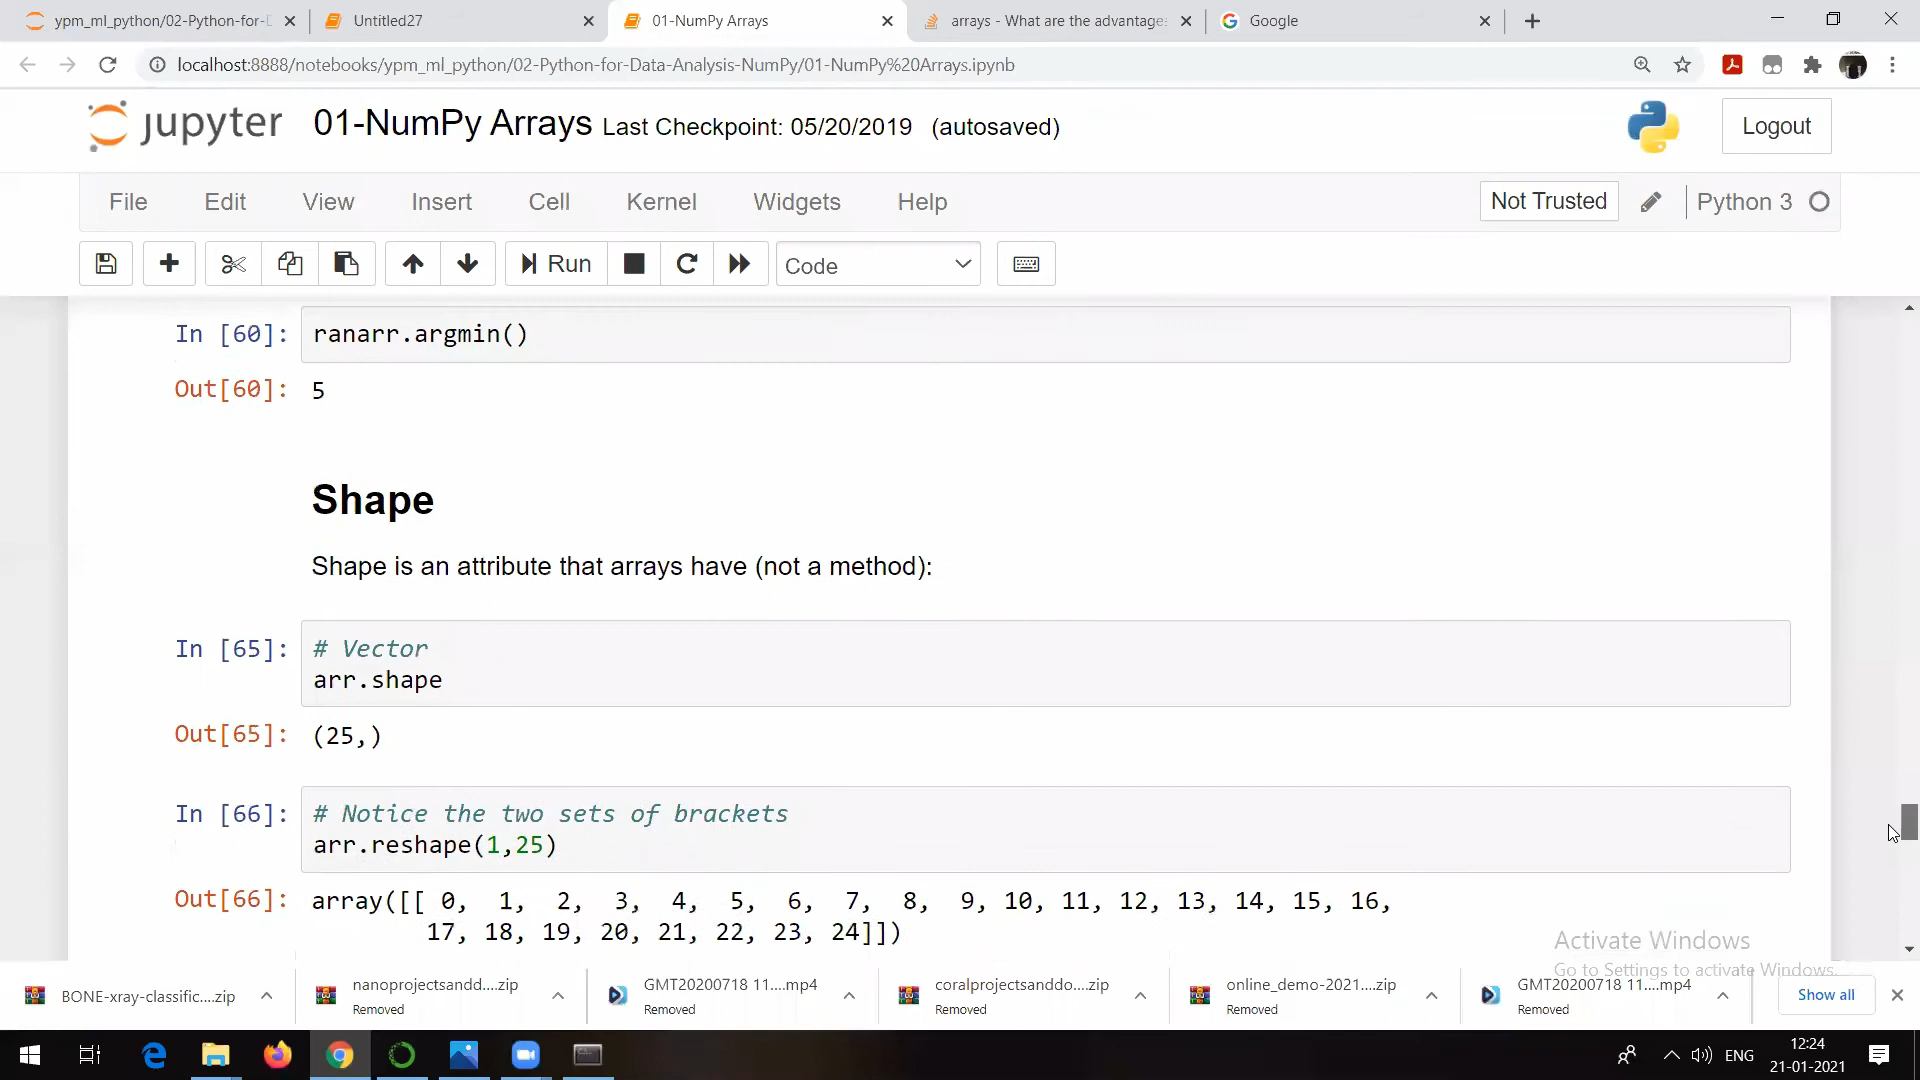 ypm_ml_python/02-Python-for-D
Untitled27
01-NumPy Arrays
arrays - What are the advantages
Google
localhost:8888/notebooks/ypm_ml_python/02-Python-for-Data-Analysis-NumPy/01-NumPy%20Arrays.ipynb
jupyter 01-NumPy Arrays Last Checkpoint: 05/20/2019 (autosaved)
Logout
File Edit View Insert Cell Kernel Widgets Help
Not Trusted
Python 3
Run
Code
In [60]: ranarr.argmin()
Out[60]: 5
Shape
Shape is an attribute that arrays have (not a method):
In [65]: # Vector
arr.shape
Out[65]: (25,)
In [66]: # Notice the two sets of brackets
arr.reshape(1,25)
Out[66]: array([[ 0, 1, 2, 3, 4, 5, 6, 7, 8, 9, 10, 11, 12, 13, 14, 15, 16,
17, 18, 19, 20, 21, 22, 23, 24]])
Activate Windows
Go to Settings to activate Windows.
BONE-xray-classific....zip
nanoprojectsandd....zip
Removed
GMT20200718 11....mp4
Removed
coralprojectsanddo....zip
Removed
online_demo-2021....zip
Removed
GMT20200718 11....mp4
Removed
Show all
ENG
12:24
21-01-2021